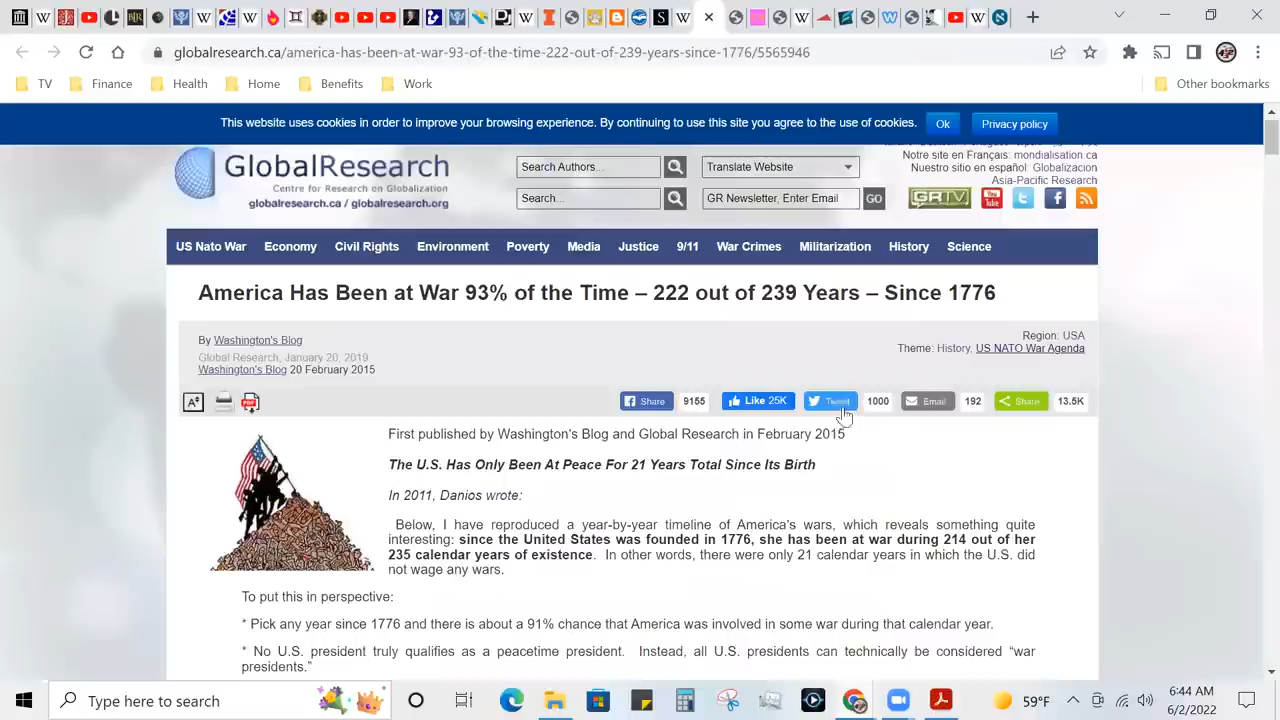 globalresearch.ca/america-has-been-at-war-93-of-the-time-222-out-of-239-years-since-1776/5565946
TV Finance Health Home Benefits Work Other bookmarks
This website uses cookies in order to improve your browsing experience. By continuing to use this site you agree to the use of cookies. Ok Privacy policy
GlobalResearch
Centre for Research on Globalization
globalresearch.ca / globalresearch.org
Search Authors...
Translate Website
Search...
GR Newsletter, Enter Email
GO
Notre site en Français: mondialisation.ca
Nuestro sitio en español: Globalizacion
Asia-Pacific Research
GRTV You Tube
US Nato War Economy Civil Rights Environment Poverty Media Justice 9/11 War Crimes Militarization History Science
America Has Been at War 93% of the Time – 222 out of 239 Years – Since 1776
By Washington's Blog
Global Research, January 20, 2019
Washington's Blog 20 February 2015
Region: USA
Theme: History, US NATO War Agenda
A PDF Share 9155 Like 25K Tweet 1000 Email 192 Share 13.5K
First published by Washington's Blog and Global Research in February 2015
The U.S. Has Only Been At Peace For 21 Years Total Since Its Birth
In 2011, Danios wrote:
Below, I have reproduced a year-by-year timeline of America's wars, which reveals something quite
interesting: since the United States was founded in 1776, she has been at war during 214 out of her
235 calendar years of existence. In other words, there were only 21 calendar years in which the U.S. did
not wage any wars.
To put this in perspective:
* Pick any year since 1776 and there is about a 91% chance that America was involved in some war during that calendar year.
* No U.S. president truly qualifies as a peacetime president. Instead, all U.S. presidents can technically be considered “war
presidents.”
Type here to search
59°F
6:44 AM
6/2/2022